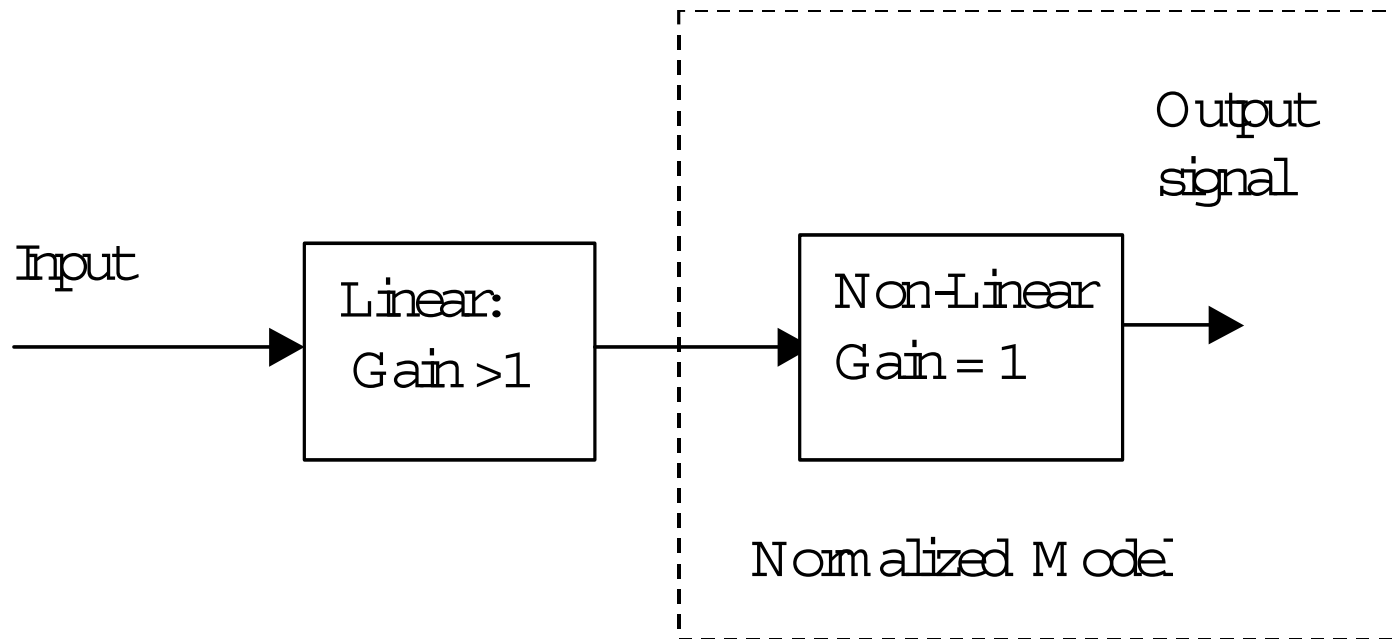 Input
Linear:
Gain >1
Non-Linear
Gain = 1
Output
signal
Normalized Model